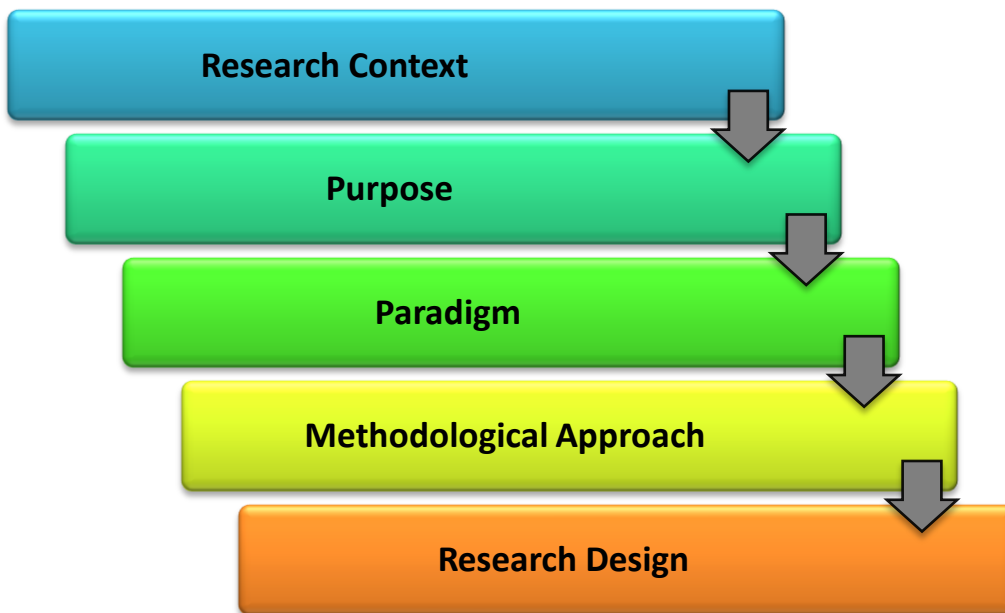 Research Context
Purpose
Paradigm
Methodological Approach
Research Design